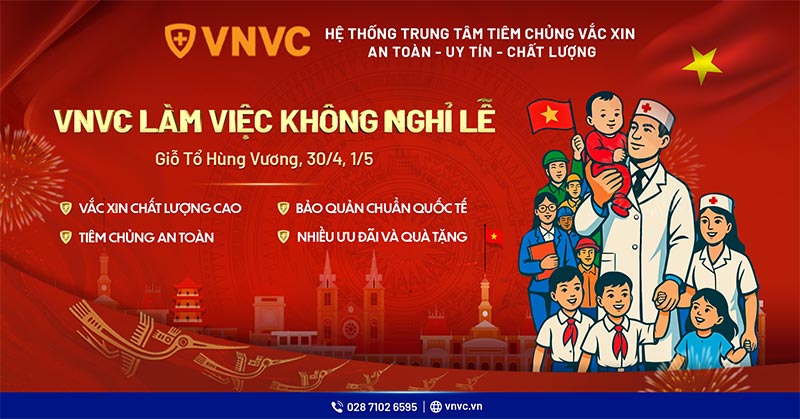 VNVC
HỆ THỐNG TRUNG TÂM TIÊM CHỦNG VẮC XIN
AN TOÀN - UY TÍN - CHẤT LƯỢNG
VNVC LÀM VIỆC KHÔNG NGHỈ LỄ
Giỗ Tổ Hùng Vương, 30/4, 1/5
VẮC XIN CHẤT LƯỢNG CAO
BẢO QUẢN CHUẨN QUỐC TẾ
TIÊM CHỦNG AN TOÀN
NHIỀU ƯU ĐÃI VÀ QUÀ TẶNG
028 7102 6595 | vnvc.vn